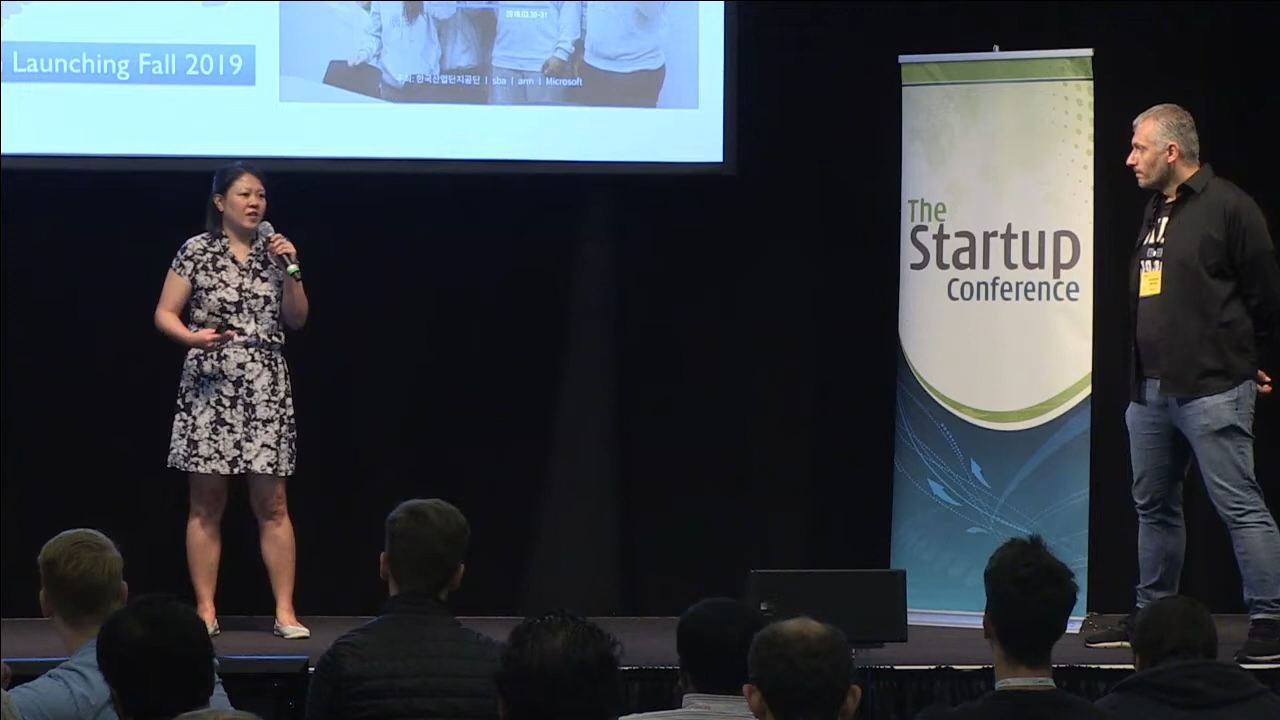 Launching Fall 2019
2019.03.30-31
주최: 한국산업단지공단 | sba | arm | Microsoft
The
Startup
Conference